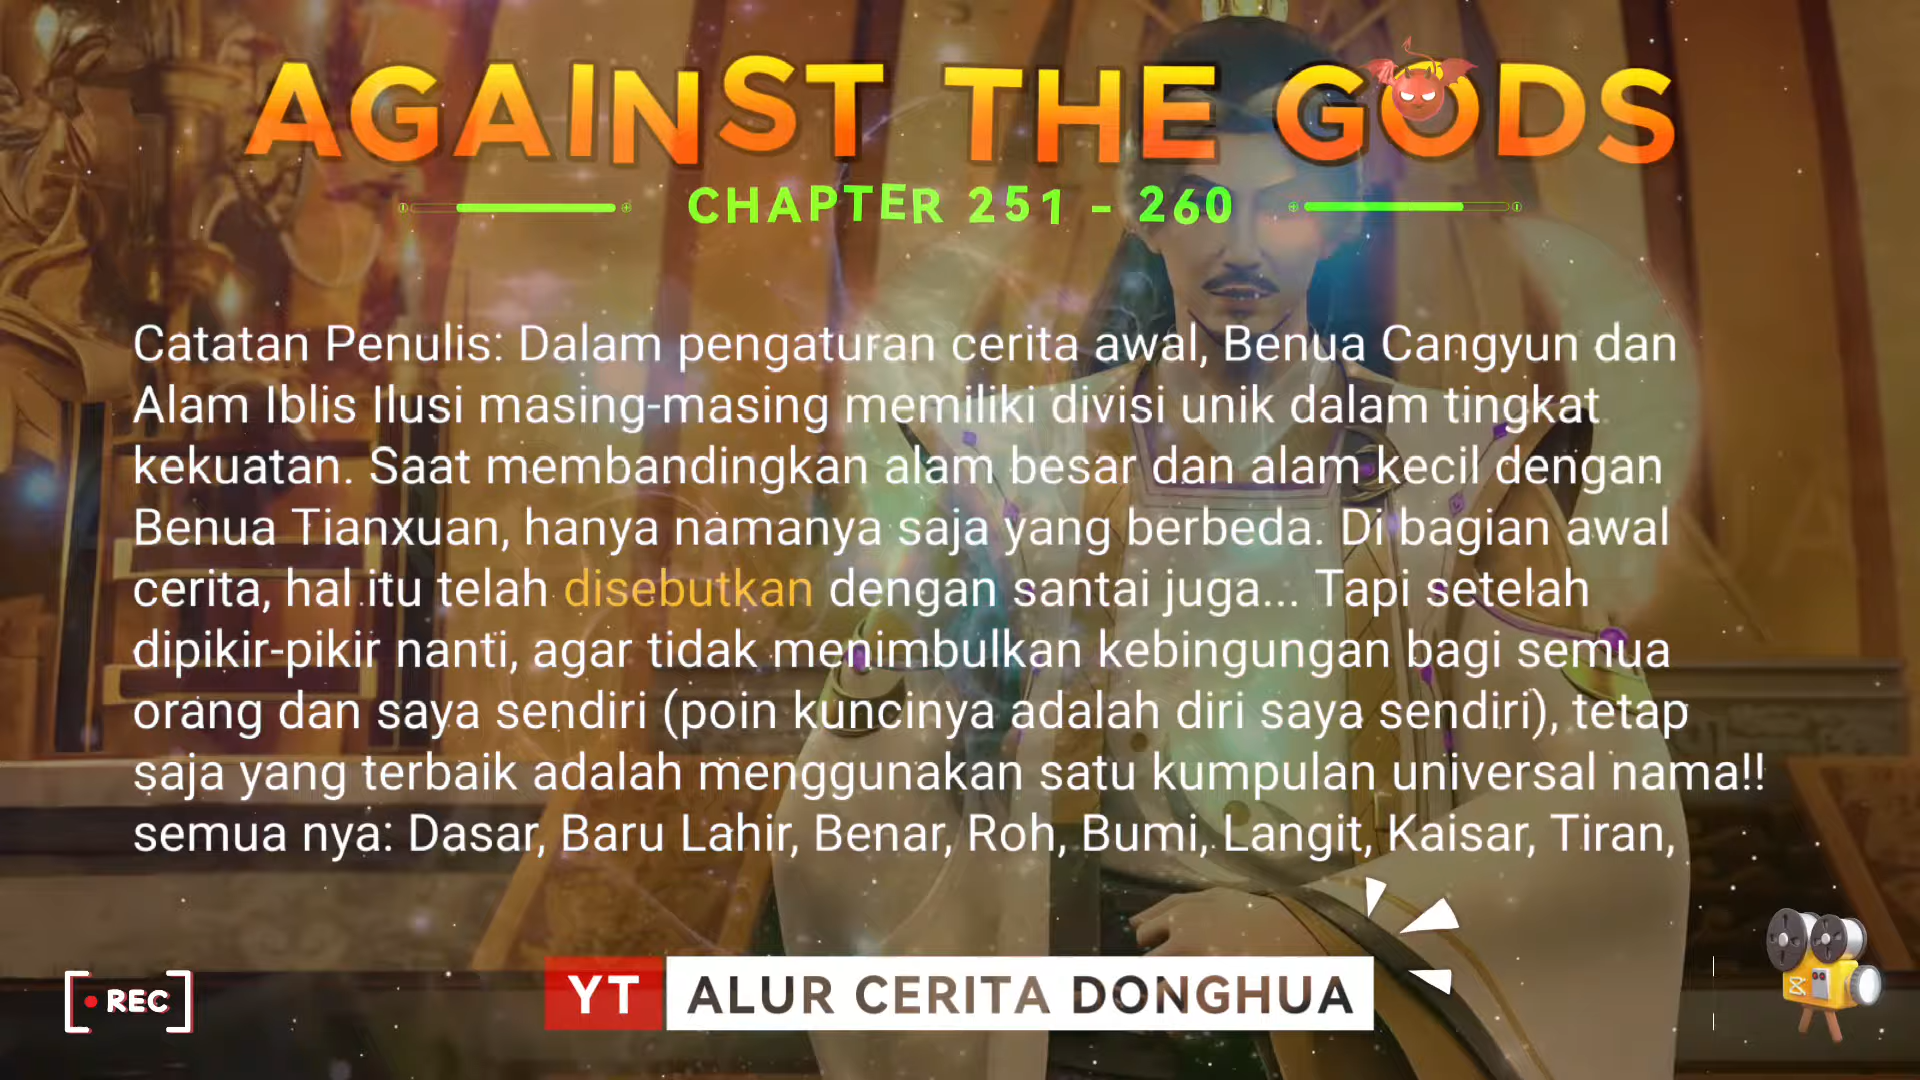 AGAINST THE GODS
CHAPTER 251 - 260
Catatan Penulis: Dalam pengaturan cerita awal, Benua Cangyun dan
Alam Iblis Ilusi masing-masing memiliki divisi unik dalam tingkat
kekuatan. Saat membandingkan alam besar dan alam kecil dengan
Benua Tianxuan, hanya namanya saja yang berbeda. Di bagian awal
cerita, hal itu telah disebutkan dengan santai juga... Tapi setelah
dipikir-pikir nanti, agar tidak menimbulkan kebingungan bagi semua
orang dan saya sendiri (poin kuncinya adalah diri saya sendiri), tetap
saja yang terbaik adalah menggunakan satu kumpulan universal nama!!
semua nya: Dasar, Baru Lahir, Benar, Roh, Bumi, Langit, Kaisar, Tiran,
REC
YT ALUR CERITA DONGHUA